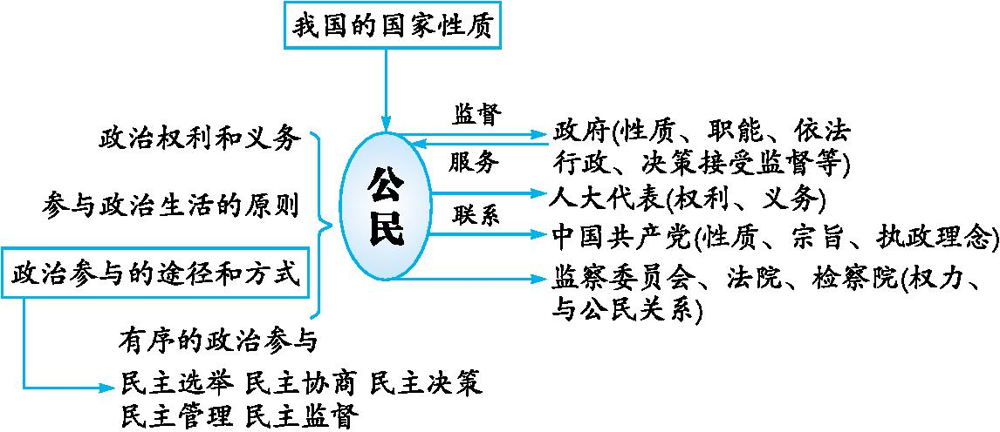 我国的国家性质
监督
政治权利和义务
政府(性质、职能、依法
服务
行政、决策接受监督等)
公民
参与政治生活的原则
人大代表(权利、义务)
联系
中国共产党(性质、宗旨、执政理念)
政治参与的途径和方式
监察委员会、法院、检察院(权力、
与公民关系)
有序的政治参与
民主选举 民主协商 民主决策
民主管理 民主监督